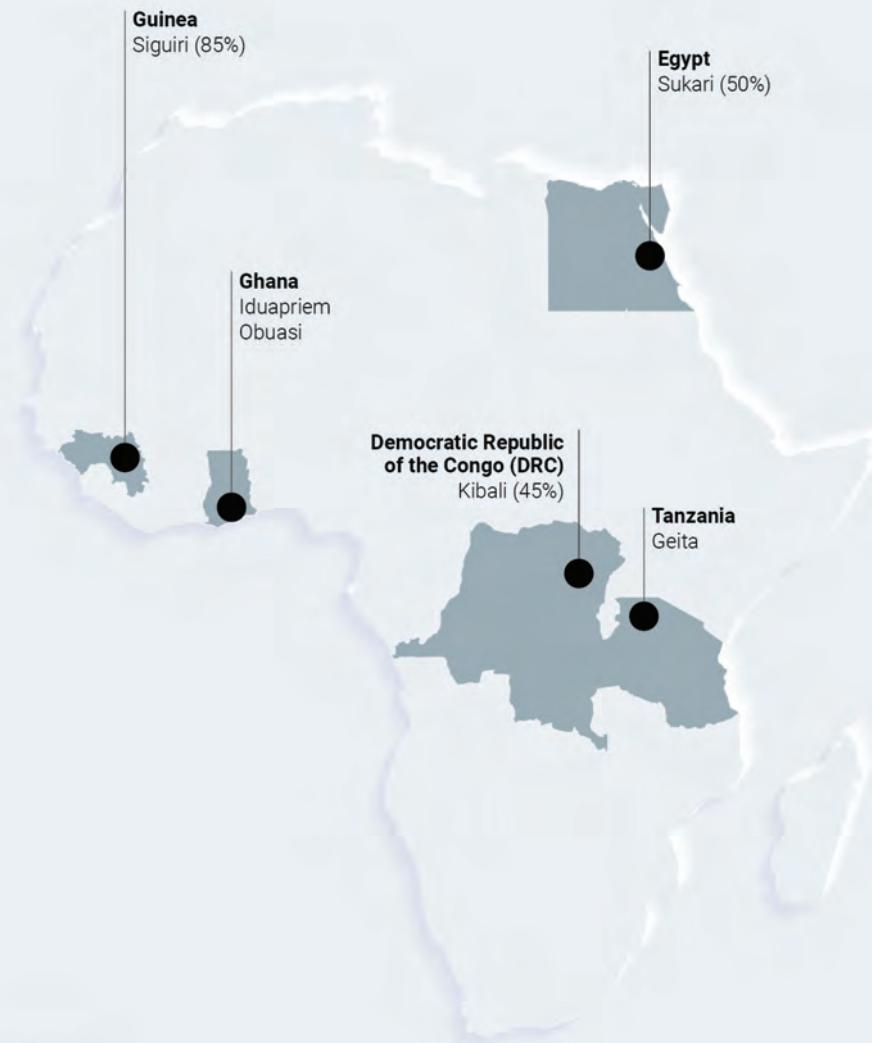 Guinea
Siguiri (85%)
Egypt
Sukari (50%)
Ghana
Iduapriem
Obuasi
Democratic Republic
of the Congo (DRC)
Kibali (45%)
Tanzania
Geita